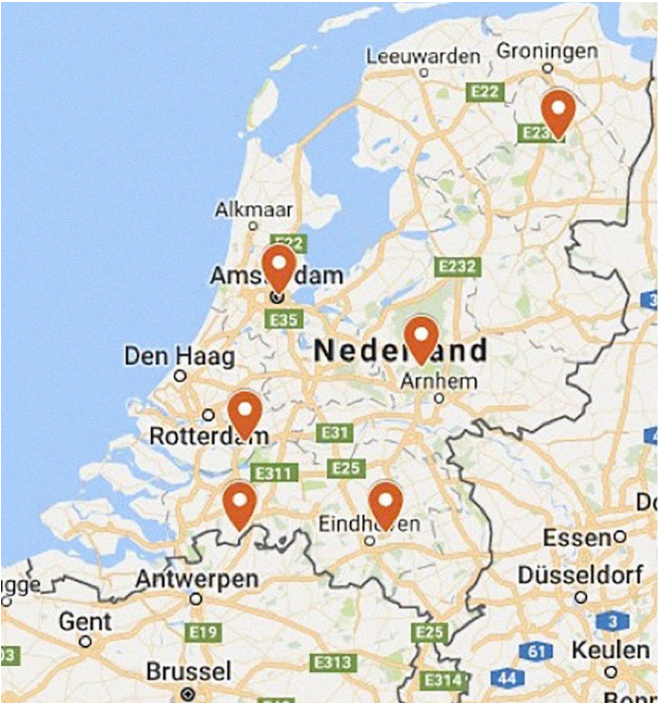 Leeuwarden
Groningen
E22
E23
Alkmaar
E22
Amsterdam
E232
E35
Nederland
Den Haag
Arnhem
Rotterdam
E31
E311
E25
Eindhoven
Essen
Düsseldorf
Antwerpen
Gent
E19
E25
3
Keulen
61
Brussel
E313
E314
44